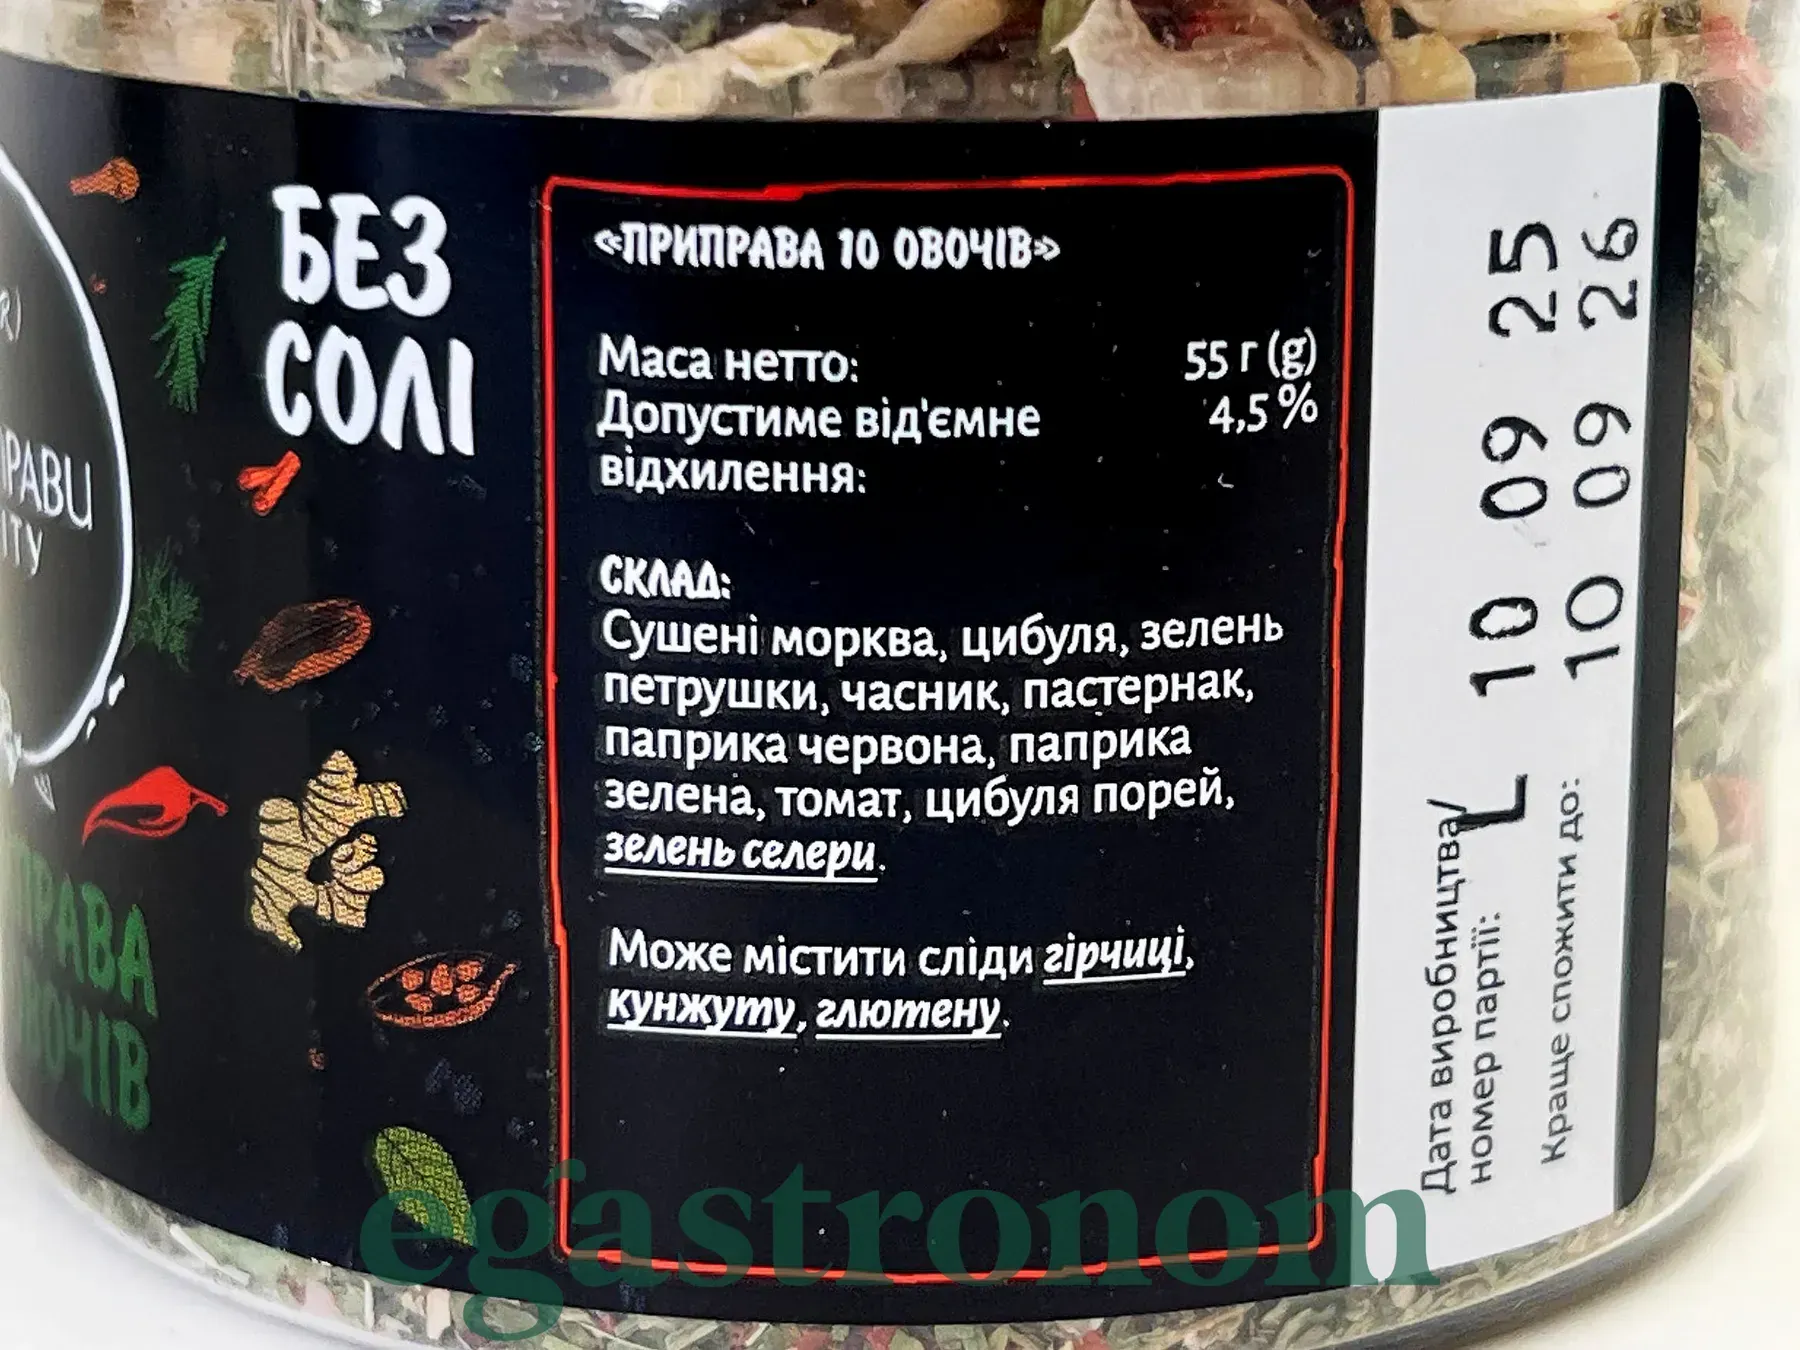 БЕЗ
СОЛІ
«ПРИПРАВА 10 ОВОЧІВ»
Маса нетто: 55 г (g)
Допустиме від'ємне 4,5 %
відхилення:
СКЛАД:
Сушені морква, цибуля, зелень
петрушки, часник, пастернак,
паприка червона, паприка
зелена, томат, цибуля порей,
зелень селери.
Може містити сліди гірчиці,
кунжуту, глютену.
Дата виробництва/
номер партії:
L 10 09 25
Краще спожити до:
10 09 26
egastronom